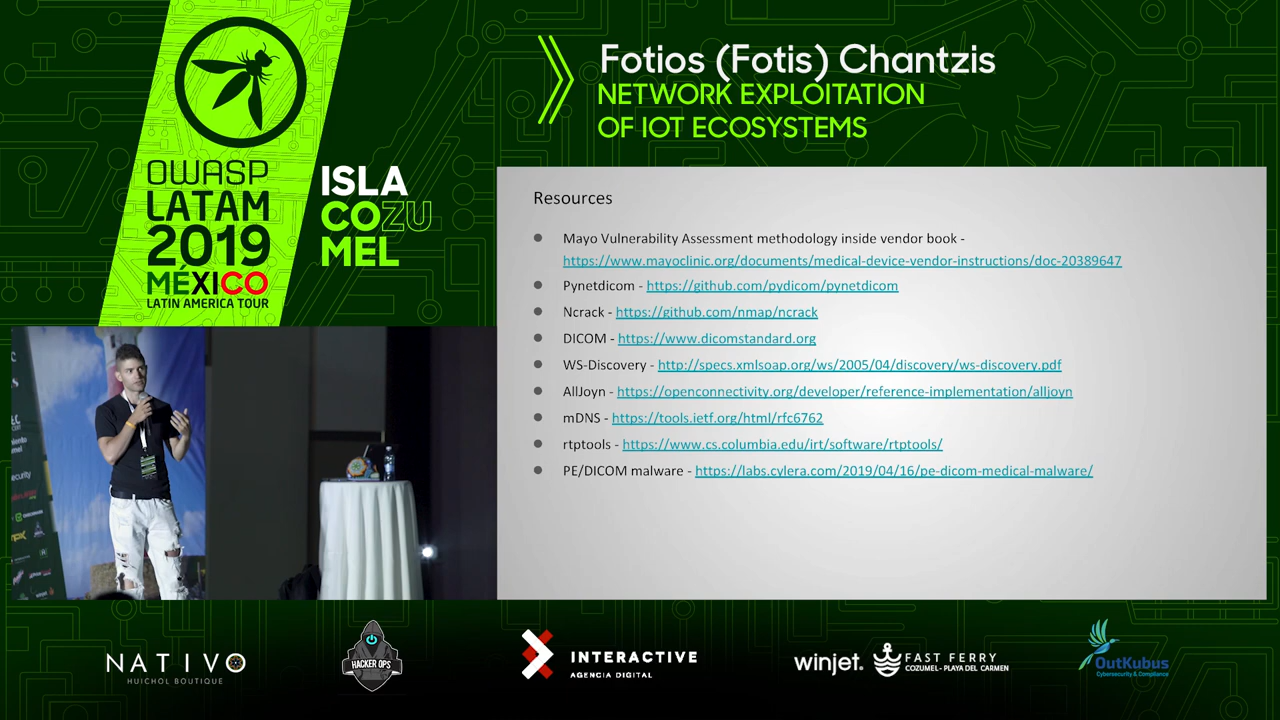 OWASP
LATAM
2019
MÉXICO
LATIN AMERICA TOUR
ISLA
COZU
MEL
Fotios (Fotis) Chantzis
NETWORK EXPLOITATION
OF IOT ECOSYSTEMS
Resources
Mayo Vulnerability Assessment methodology inside vendor book -
https://www.mayoclinic.org/documents/medical-device-vendor-instructions/doc-20389647
Pynetdicom - https://github.com/pydicom/pynetdicom
Ncrack - https://github.com/nmap/ncrack
DICOM - https://www.dicomstandard.org
WS-Discovery - http://specs.xmlsoap.org/ws/2005/04/discovery/ws-discovery.pdf
AllJoyn - https://openconnectivity.org/developer/reference-implementation/alljoyn
mDNS - https://tools.ietf.org/html/rfc6762
rtptools - https://www.cs.columbia.edu/irt/software/rtptools/
PE/DICOM malware - https://labs.cylera.com/2019/04/16/pe-dicom-medical-malware/
NATIVO
HUICHOL BOUTIQUE
HACKER OPS
INTERACTIVE
AGENCIA DIGITAL
winjet.
FAST FERRY
COZUMEL - PLAYA DEL CARMEN
OutKubus
Cybersecurity & Compliance